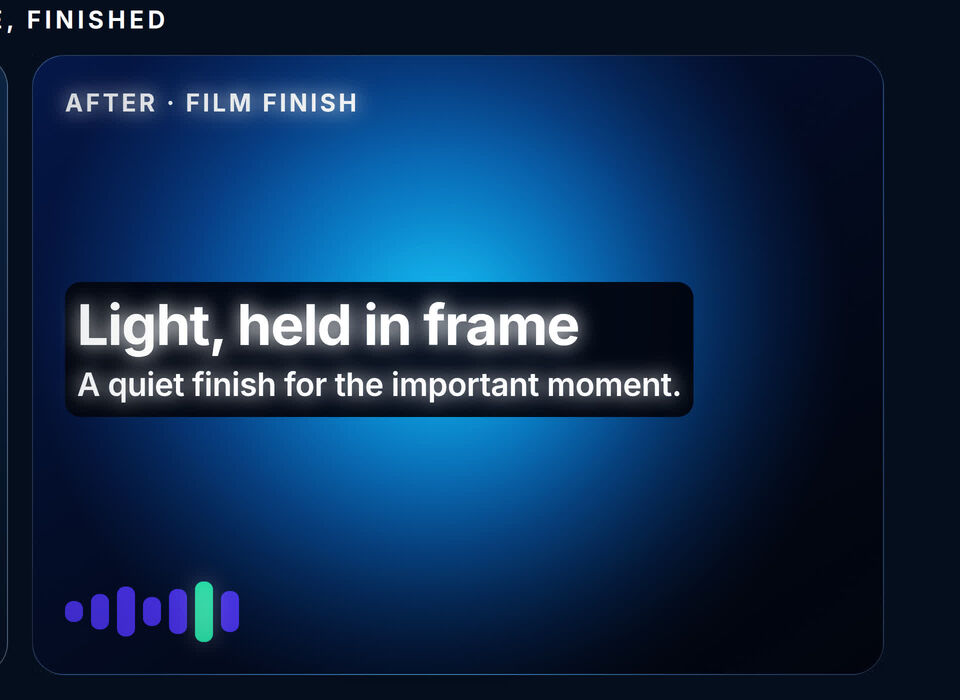 , FINISHED
AFTER · FILM FINISH
Light, held in frame
A quiet finish for the important moment.